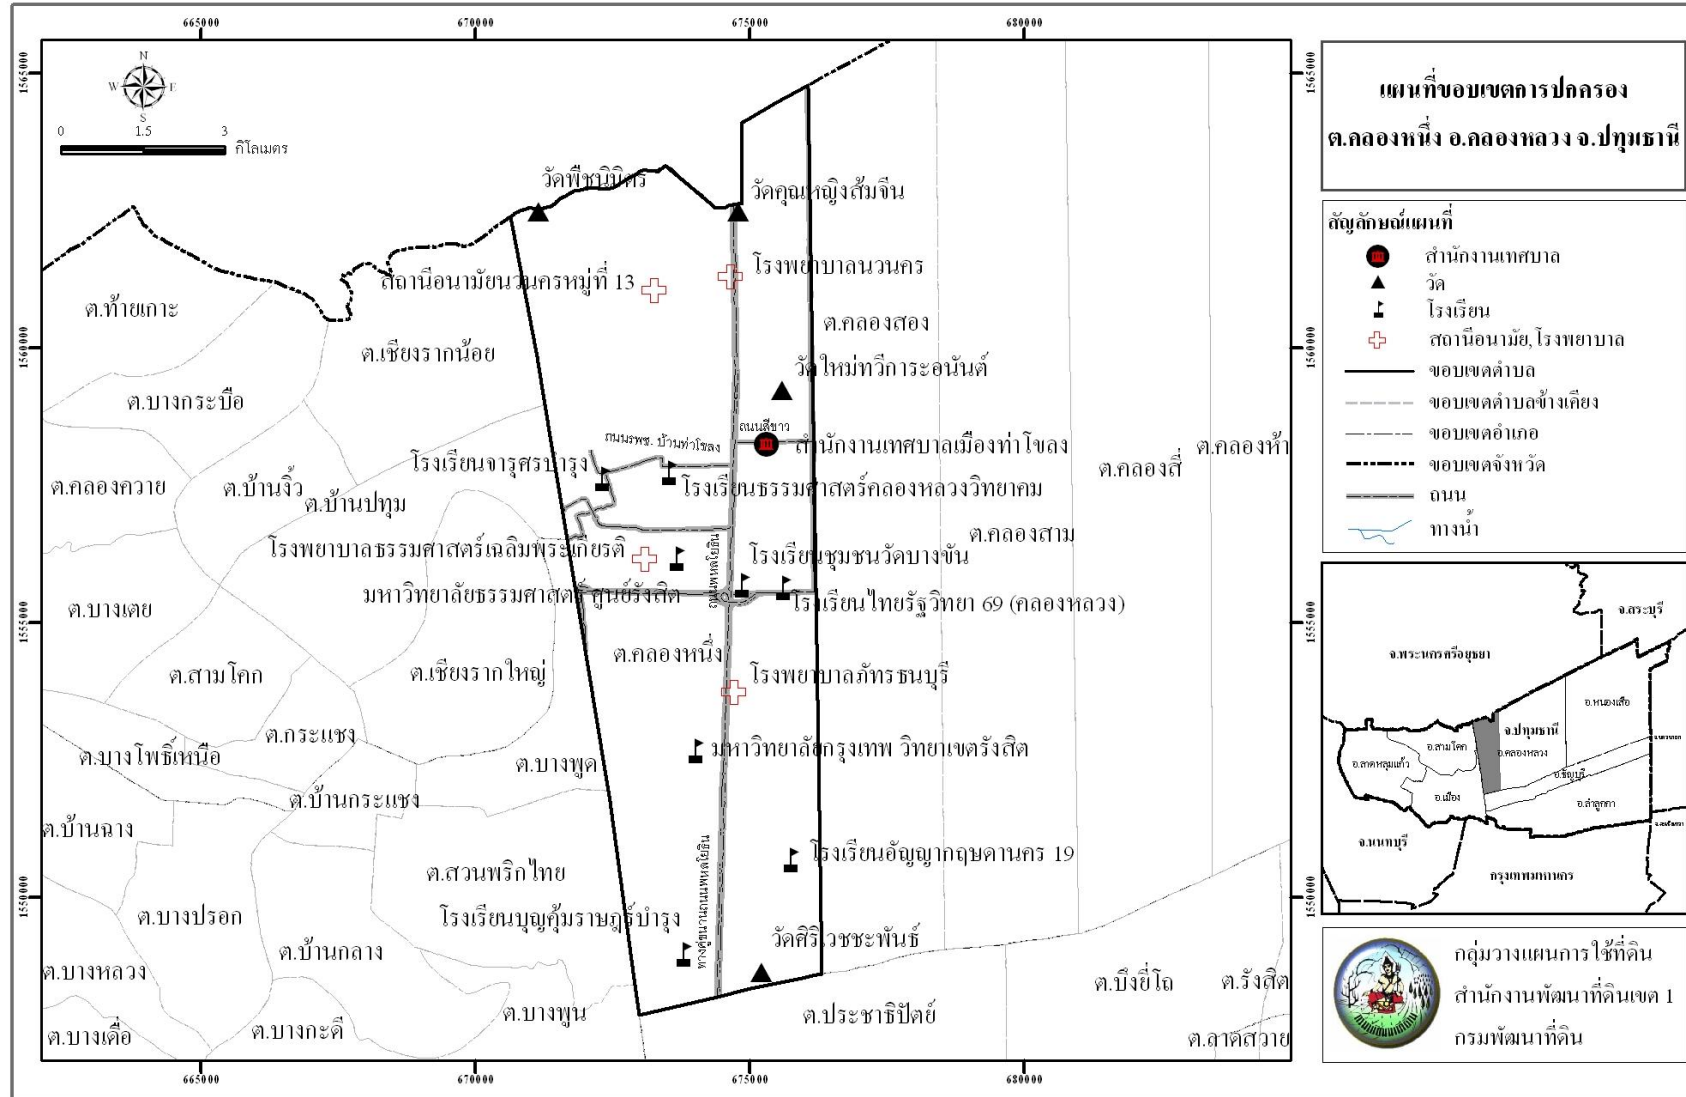 665000
670000
675000
680000
1565000
1565000
N
W
E
S
0
1.5
3
กิโลเมตร
แผนที่ขอบเขตการปกครอง
ต.คลองหนึ่ง อ.คลองหลวง จ.ปทุมธานี
วัดพืชนิมิตร
วัดคุณหญิงส้มจีน
สัญลักษณ์แผนที่
สำนักงานเทศบาล
วัด
โรงเรียน
สถานีอนามัย, โรงพยาบาล
ขอบเขตตำบล
ขอบเขตตำบลข้างเคียง
ขอบเขตอำเภอ
ขอบเขตจังหวัด
ถนน
ทางน้ำ
สถานีอนามัยนวนครหมู่ที่ 13
โรงพยาบาลนวนคร
ต.ท้ายเกาะ
ต.คลองสอง
1560000
1560000
ต.เชียงรากน้อย
วัดใหม่ทวีการะอนันต์
ต.บางกระบือ
ถนนสีขาว
ถนนรพช. บ้านท่าโขลง
สำนักงานเทศบาลเมืองท่าโขลง
ต.คลองห้า
โรงเรียนจารุศรบำรุง
ต.คลองสี่
ต.คลองควาย
ต.บ้านงิ้ว
ต.บ้านปทุม
โรงเรียนธรรมศาสตร์คลองหลวงวิทยาคม
ต.คลองสาม
โรงพยาบาลธรรมศาสตร์เฉลิมพระเกียรติ
โรงเรียนชุมชนวัดบางขัน
ถนนพหลโยธิน
มหาวิทยาลัยธรรมศาสตร์ ศูนย์รังสิต
โรงเรียนไทยรัฐวิทยา 69 (คลองหลวง)
ต.บางเตย
1555000
1555000
ต.คลองหนึ่ง
ต.สามโคก
ต.เชียงรากใหญ่
โรงพยาบาลภัทรธนบุรี
ต.กระแชง
ต.บางโพธิ์เหนือ
ต.บางพูด
มหาวิทยาลัยกรุงเทพ วิทยาเขตรังสิต
ต.บ้านกระแชง
ต.บ้านฉาง
โรงเรียนอัญญากฤษดานคร 19
ต.สวนพริกไทย
1550000
1550000
ทางคู่ขนานถนนพหลโยธิน
ต.บางปรอก
โรงเรียนบุญคุ้มราษฎร์บำรุง
วัดศิริเวชชะพันธ์
ต.บ้านกลาง
ต.บางหลวง
ต.บึงยี่โถ
ต.รังสิต
ต.บางพูน
ต.ประชาธิปัตย์
ต.บางเดื่อ
ต.บางกะดี
ต.ลาดสวาย
665000
670000
675000
680000
จ.สระบุรี
จ.พระนครศรีอยุธยา
อ.หนองเสือ
จ.ปทุมธานี
อ.สามโคก
อ.คลองหลวง
อ.ลาดหลุมแก้ว
อ.ธัญบุรี
อ.เมือง
อ.ลำลูกกา
จ.นนทบุรี
กรุงเทพมหานคร
กลุ่มวางแผนการใช้ที่ดิน
สำนักงานพัฒนาที่ดินเขต 1
กรมพัฒนาที่ดิน